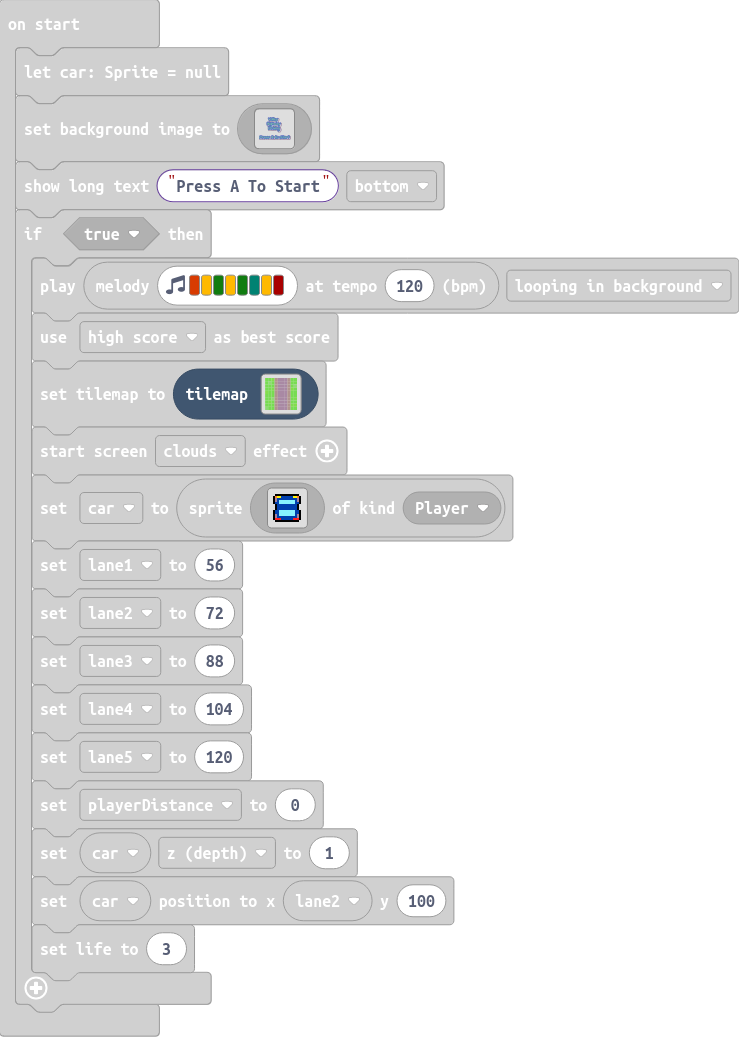 on start
let car: Sprite = null
set background image to
show long text "Press A To Start" bottom
if true then
play melody at tempo 120 (bpm) looping in background
use high score as best score
set tilemap to tilemap
start screen clouds effect
set car to sprite of kind Player
set lane1 to 56
set lane2 to 72
set lane3 to 88
set lane4 to 104
set lane5 to 120
set playerDistance to 0
set car z (depth) to 1
set car position to x lane2 y 100
set life to 3